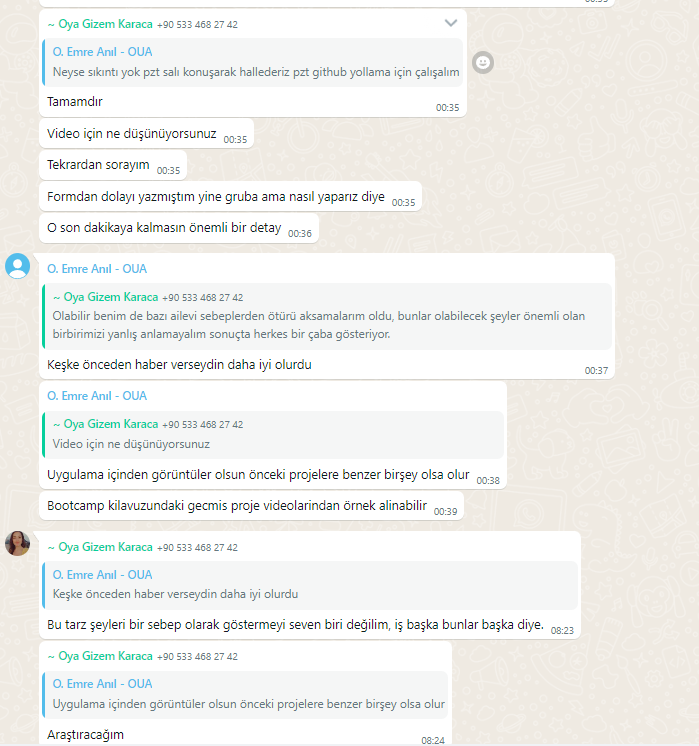 ~ Oya Gizem Karaca +90 533 468 27 42
O. Emre Anıl - OUA
Neyse sıkıntı yok pzt salı konuşarak hallederiz pzt github yollama için çalışalım
Tamamdır
00:35
Video için ne düşünüyorsunuz
00:35
Tekrardan sorayım
00:35
Formdan dolayı yazmıştım yine gruba ama nasıl yaparız diye
00:35
O son dakikaya kalmasın önemli bir detay
00:36
O. Emre Anıl - OUA
~ Oya Gizem Karaca +90 533 468 27 42
Olabilir benim de bazı ailevi sebeplerden ötürü aksamalarım oldu, bunlar olabilecek şeyler önemli olan
birbirimizi yanlış anlamayalım sonuçta herkes bir çaba gösteriyor.
Keşke önceden haber verseydin daha iyi olurdu
00:37
O. Emre Anıl - OUA
~ Oya Gizem Karaca +90 533 468 27 42
Video için ne düşünüyorsunuz
Uygulama içinden görüntüler olsun önceki projelere benzer birşey olsa olur
00:38
Bootcamp kilavuzundaki gecmis proje videolarindan örnek alinabilir
00:39
~ Oya Gizem Karaca +90 533 468 27 42
O. Emre Anıl - OUA
Keşke önceden haber verseydin daha iyi olurdu
Bu tarz şeyleri bir sebep olarak göstermeyi seven biri değilim, iş başka bunlar başka diye.
08:23
~ Oya Gizem Karaca +90 533 468 27 42
O. Emre Anıl - OUA
Uygulama içinden görüntüler olsun önceki projelere benzer birşey olsa olur
Araştıracağım
08:24